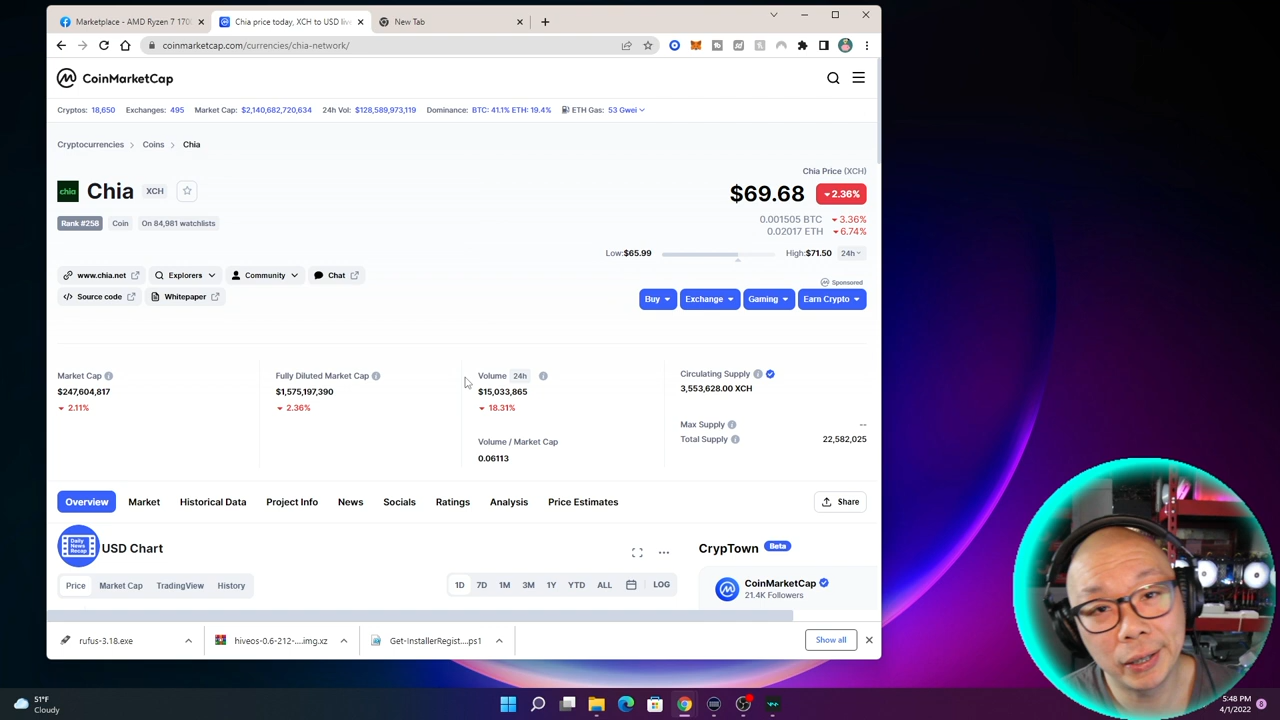 Marketplace - AMD Ryzen 7 170
Chia price today, XCH to USD live
New Tab
coinmarketcap.com/currencies/chia-network/
CoinMarketCap
Cryptos: 18,650 Exchanges: 495 Market Cap: $2,140,682,720,634 24h Vol: $128,589,973,119 Dominance: BTC: 41.1% ETH: 19.4% ETH Gas: 53 Gwei
Cryptocurrencies > Coins > Chia
Chia Price (XCH)
chia Chia XCH
$69.68 2.36%
Rank #258 Coin On 84,981 watchlists
0.001505 BTC 3.36%
0.02017 ETH 6.74%
Low:$65.99 High:$71.50 24h
www.chia.net Explorers Community Chat
Sponsored
Source code Whitepaper
Buy Exchange Gaming Earn Crypto
Market Cap
$247,604,817
2.11%
Fully Diluted Market Cap
$1,575,197,390
2.36%
Volume 24h
$15,033,865
18.31%
Volume / Market Cap
0.06113
Circulating Supply
3,553,628.00 XCH
Max Supply --
Total Supply 22,582,025
Overview Market Historical Data Project Info News Socials Ratings Analysis Price Estimates Share
Daily News Recap
USD Chart
CrypTown Beta
Price Market Cap TradingView History
1D 7D 1M 3M 1Y YTD ALL LOG
CoinMarketCap
21.4K Followers
rufus-3.18.exe
hiveos-0.6-212-....img.xz
Get-InstallerRegist....ps1
Show all
51°F
Cloudy
5:48 PM
4/1/2022